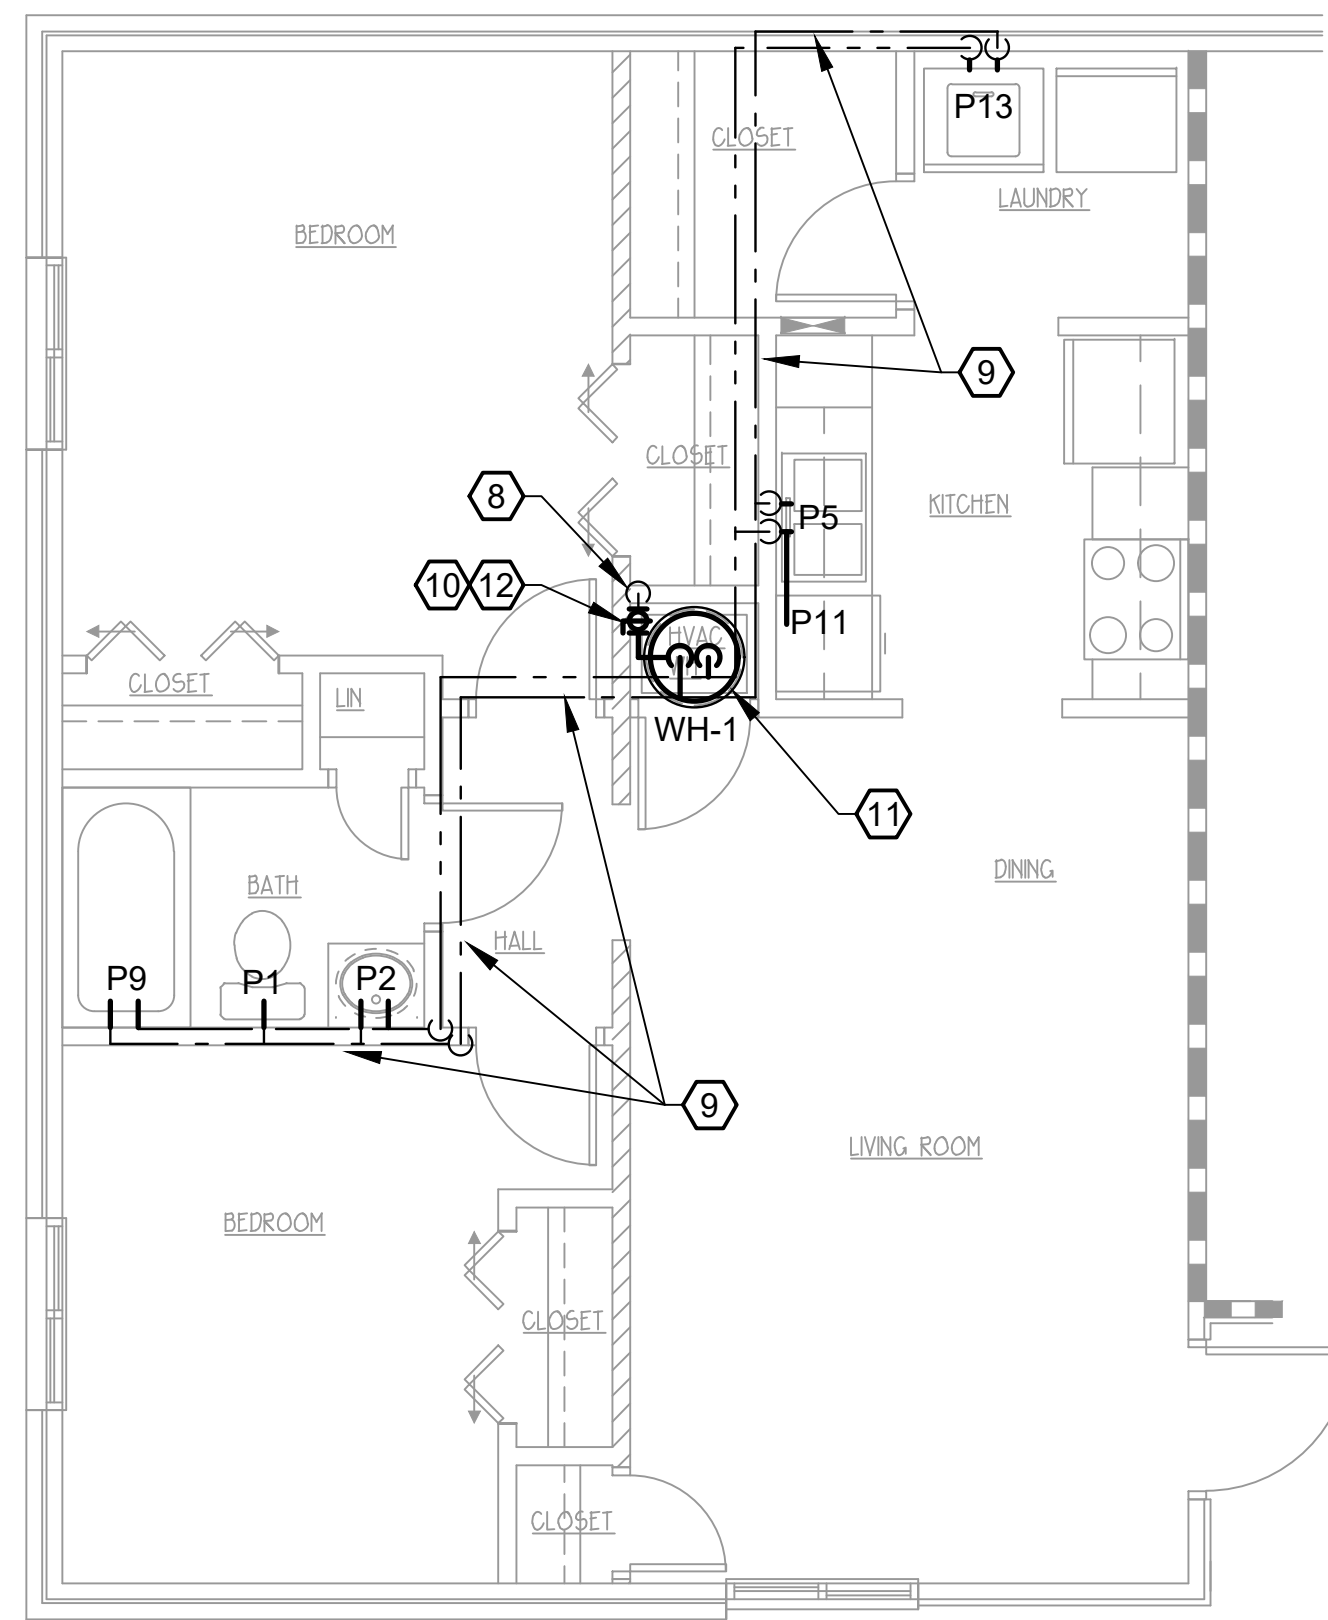 P13
CLOSET
LAUNDRY
BEDROOM
9
CLOSET
8
KITCHEN
P5
10 12
P11
HVAC
CLOSET
LIN
WH-1
11
DINING
BATH
HALL
P9 P1 P2
9
LIVING ROOM
BEDROOM
CLOSET
CLOSET